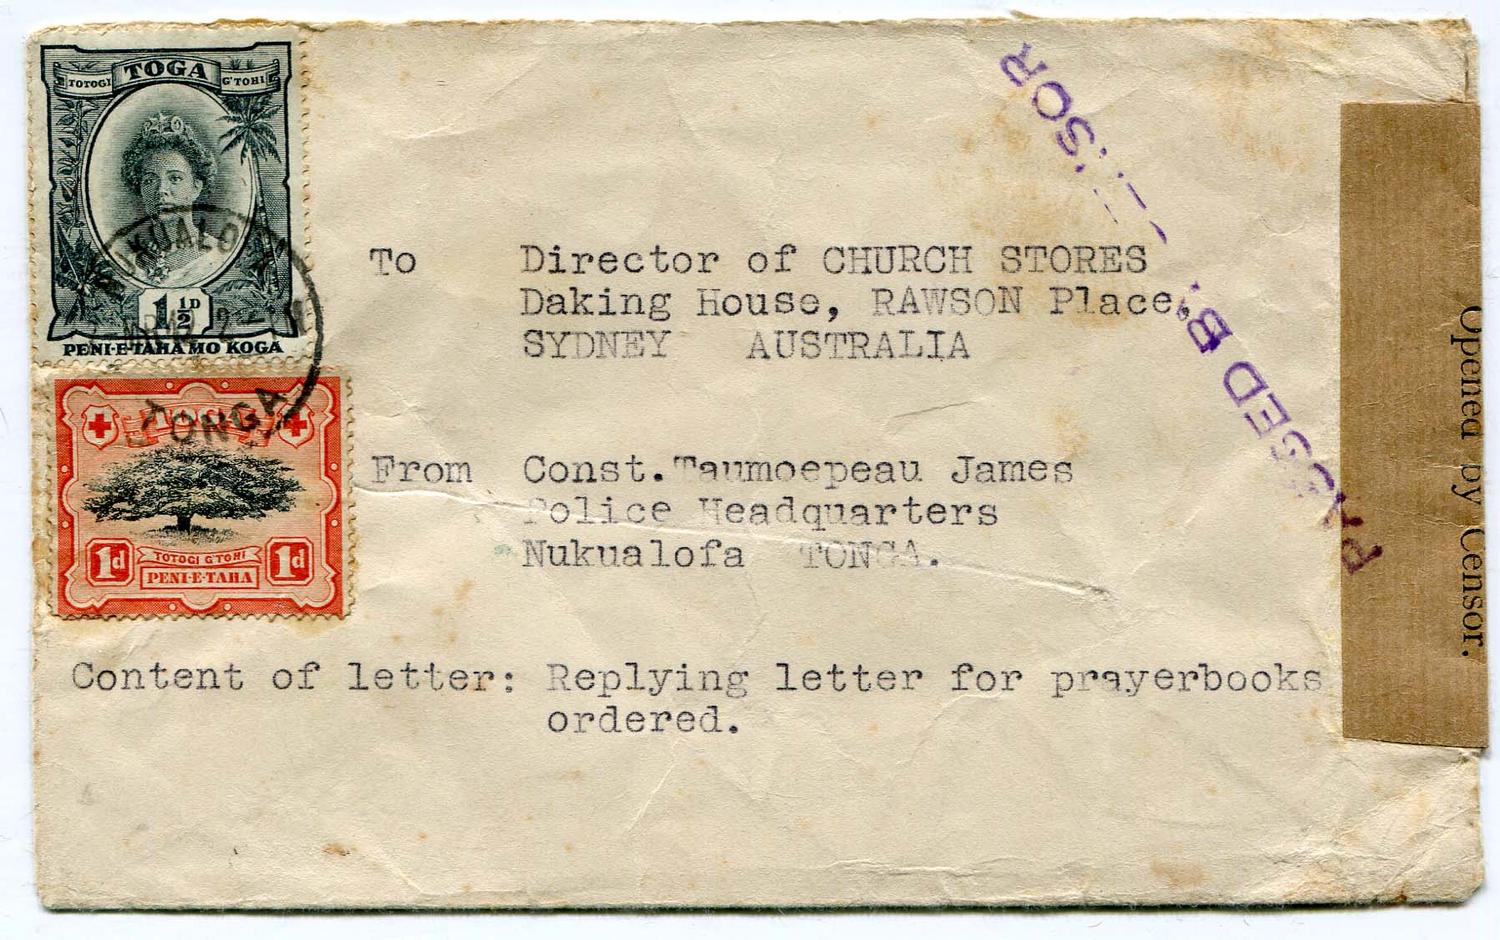 TOTOGI TOGA G'TOHI
1½D
PENI·E·TAHA MO KOGA
TONGA
1d TOTOGI G'TOHI 1d
PENI·E·TAHA
To Director of CHURCH STORES
Daking House, RAWSON Place,
SYDNEY AUSTRALIA
From Const. Taumoepeau James
Police Headquarters
Nukualofa TONGA.
Content of letter: Replying letter for prayerbooks
ordered.
PASSED BY CENSOR
Opened by Censor.